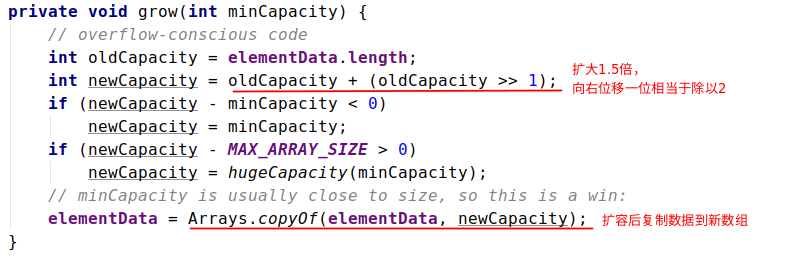 private void grow(int minCapacity) {
    // overflow-conscious code
    int oldCapacity = elementData.length;
    int newCapacity = oldCapacity + (oldCapacity >> 1);
扩大1.5倍，
向右位移一位相当于除以2
    if (newCapacity - minCapacity < 0)
        newCapacity = minCapacity;
    if (newCapacity - MAX_ARRAY_SIZE > 0)
        newCapacity = hugeCapacity(minCapacity);
    // minCapacity is usually close to size, so this is a win:
    elementData = Arrays.copyOf(elementData, newCapacity);
扩容后复制数据到新数组
}